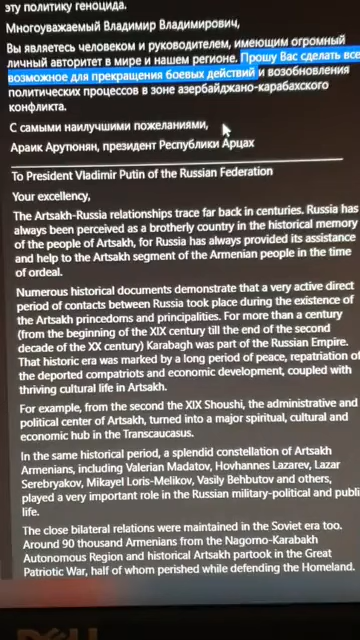 эту политику геноцид.
Многоуважаемый Владимир Владимирович,
Вы являетесь человеком и руководителем, имеющим огромный
личный авторитет в мире и нашем регионе. Прошу Вас сделать все
возможное для прекращения боевых действий и возобновления
политических процессов в зоне азербайджано-карабахского
конфликта.
С самыми наилучшими пожеланиями,
Араик Арутюнян, президент Республики Арцах
To President Vladimir Putin of the Russian Federation
Your excellency,
The Artsakh-Russia relationships trace far back in centuries. Russia has
always been perceived as a brotherly country in the historical memory
of the people of Artsakh, for Russia has always provided its assistance
and help to the Artsakh segment of the Armenian people in the time
of ordeal.
Numerous historical documents demonstrate that a very active direct
period of contacts between Russia took place during the existence of
the Artsakh princedoms and principalities. For more than a century
(from the beginning of the XIX century till the end of the second
decade of the XX century) Karabagh was part of the Russian Empire.
That historic era was marked by a long period of peace, repatriation of
the deported compatriots and economic development, coupled with
thriving cultural life in Artsakh.
For example, from the second the XIX Shoushi, the administrative and
political center of Artsakh, turned into a major spiritual, cultural and
economic hub in the Transcaucasus.
In the same historical period, a splendid constellation of Artsakh
Armenians, including Valerian Madatov, Hovhannes Lazarev, Lazar
Serebryakov, Mikayel Loris-Melikov, Vasily Behbutov and others,
played a very important role in the Russian military-political and publi
life.
The close bilateral relations were maintained in the Soviet era too.
Around 90 thousand Armenians from the Nagorno-Karabakh
Autonomous Region and historical Artsakh partook in the Great
Patriotic War, half of whom perished while defending the Homeland.